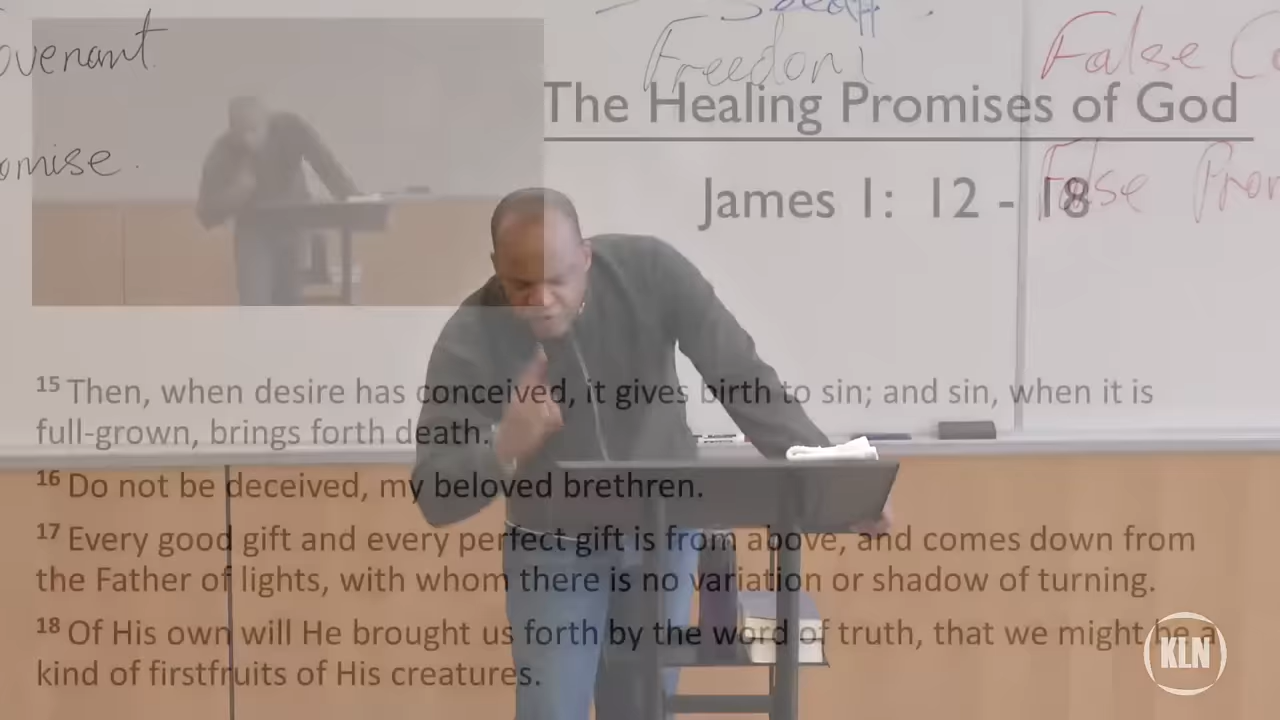 Freedom
The Healing Promises of God
James 1: 12 - 18
False
False
15 Then, when desire has conceived, it gives birth to sin; and sin, when it is
full-grown, brings forth death.
16 Do not be deceived, my beloved brethren.
17 Every good gift and every perfect gift is from above, and comes down from
the Father of lights, with whom there is no variation or shadow of turning.
18 Of His own will He brought us forth by the word of truth, that we might be a
kind of firstfruits of His creatures.
KLN